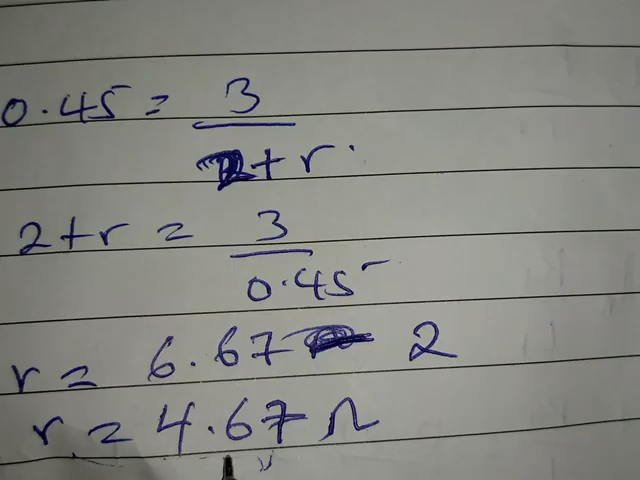 0.45 = 3
2 + r.
2 + r = 3
0.45
r = 6.67 - 2
r = 4.67 Ω